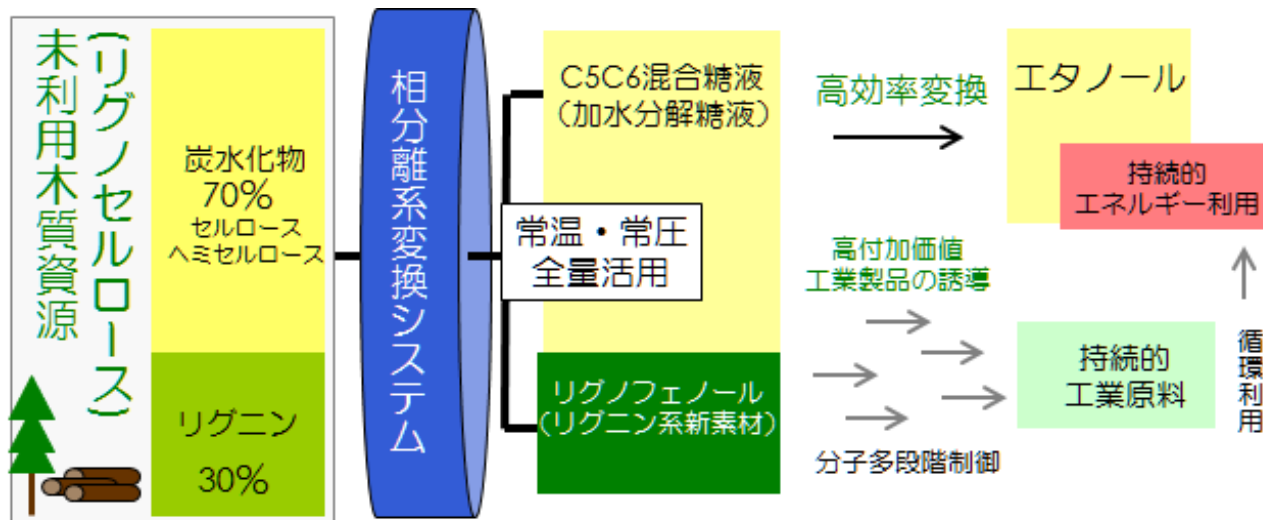 未利用木質資源
(リグノセルロース)
炭水化物
70%
セルロース
ヘミセルロース
リグニン
30%
相分離系変換システム
C5C6混合糖液
(加水分解糖液)
常温・常圧
全量活用
リグノフェノール
(リグニン系新素材)
高効率変換
エタノール
持続的
エネルギー利用
高付加価値
工業製品の誘導
分子多段階制御
持続的
工業原料
循環利用